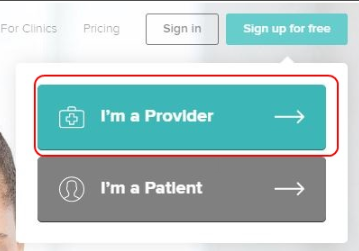 For Clinics Pricing Sign in Sign up for free
I'm a Provider
I'm a Patient